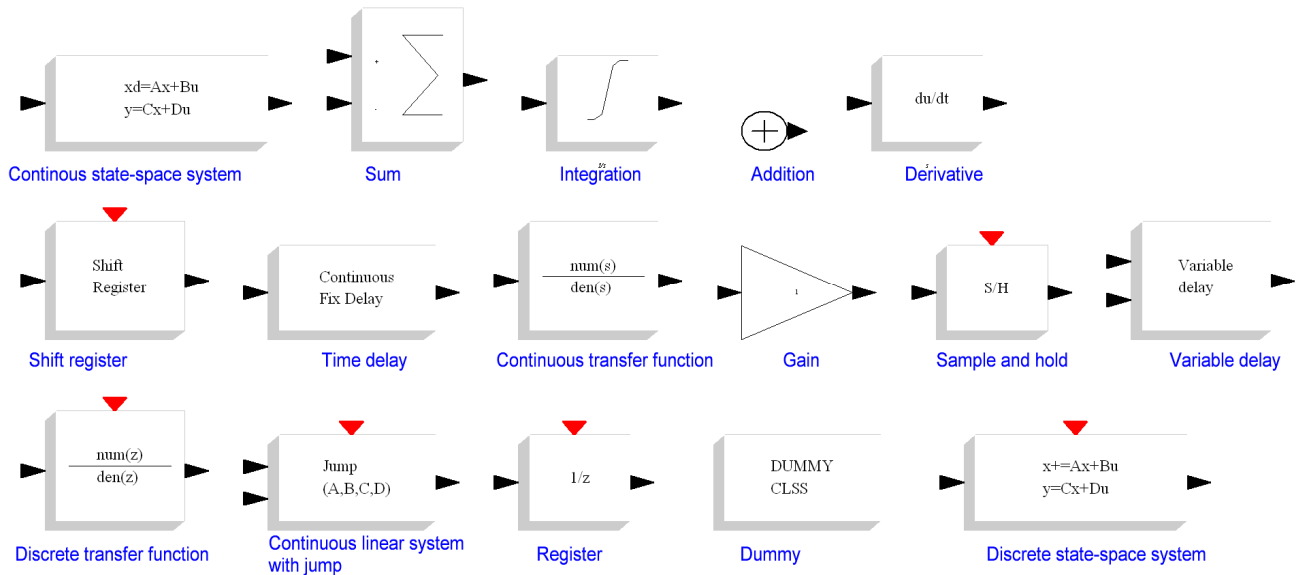 xd=Ax+Bu
y=Cx+Du
Continous state-space system
+
-
Sum
1/s
Integration
Addition
du/dt
s
Derivative
Shift
Register
Shift register
Continuous
Fix Delay
Time delay
num(s)
den(s)
Continuous transfer function
1
Gain
S/H
Sample and hold
Variable
delay
Variable delay
num(z)
den(z)
Discrete transfer function
Jump
(A,B,C,D)
Continuous linear system
with jump
1/z
Register
DUMMY
CLSS
Dummy
x+=Ax+Bu
y=Cx+Du
Discrete state-space system